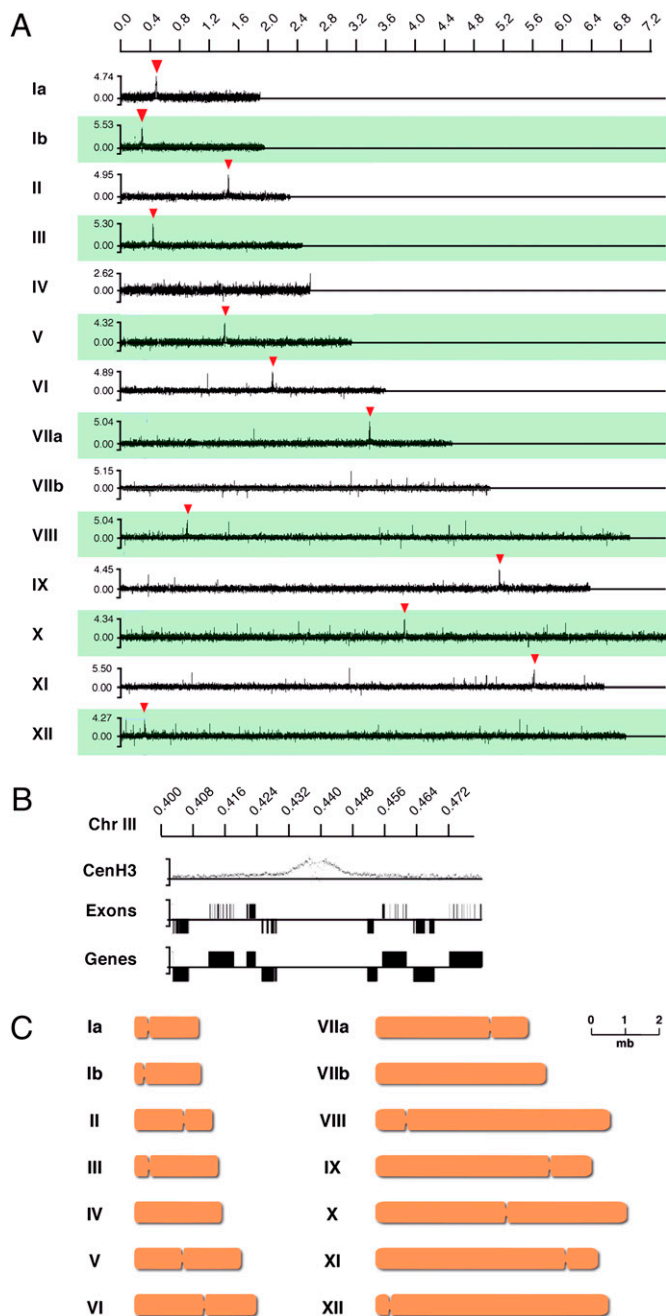 A
0.0 0.4 0.8 1.2 1.6 2.0 2.4 2.8 3.2 3.6 4.0 4.4 4.8 5.2 5.6 6.0 6.4 6.8 7.2
Ia 4.74 0.00
Ib 5.53 0.00
II 4.95 0.00
III 5.30 0.00
IV 2.62 0.00
V 4.32 0.00
VI 4.89 0.00
VIIa 5.04 0.00
VIIb 5.15 0.00
VIII 5.04 0.00
IX 4.45 0.00
X 4.34 0.00
XI 5.50 0.00
XII 4.27 0.00
B
0.400 0.408 0.416 0.424 0.432 0.440 0.448 0.456 0.464 0.472
Chr III
CenH3
Exons
Genes
C
Ia VIIa 0 1 2
mb
Ib VIIb
II VIII
III IX
IV X
V XI
VI XII